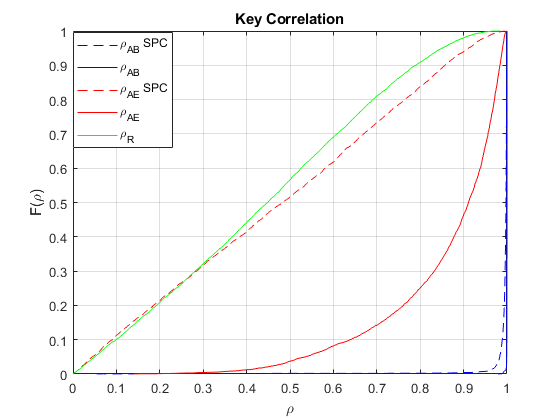 Key Correlation
ρAB SPC
ρAB
ρAE SPC
ρAE
ρR
F(ρ)
1
0.9
0.8
0.7
0.6
0.5
0.4
0.3
0.2
0.1
0
0 0.1 0.2 0.3 0.4 0.5 0.6 0.7 0.8 0.9 1
ρ